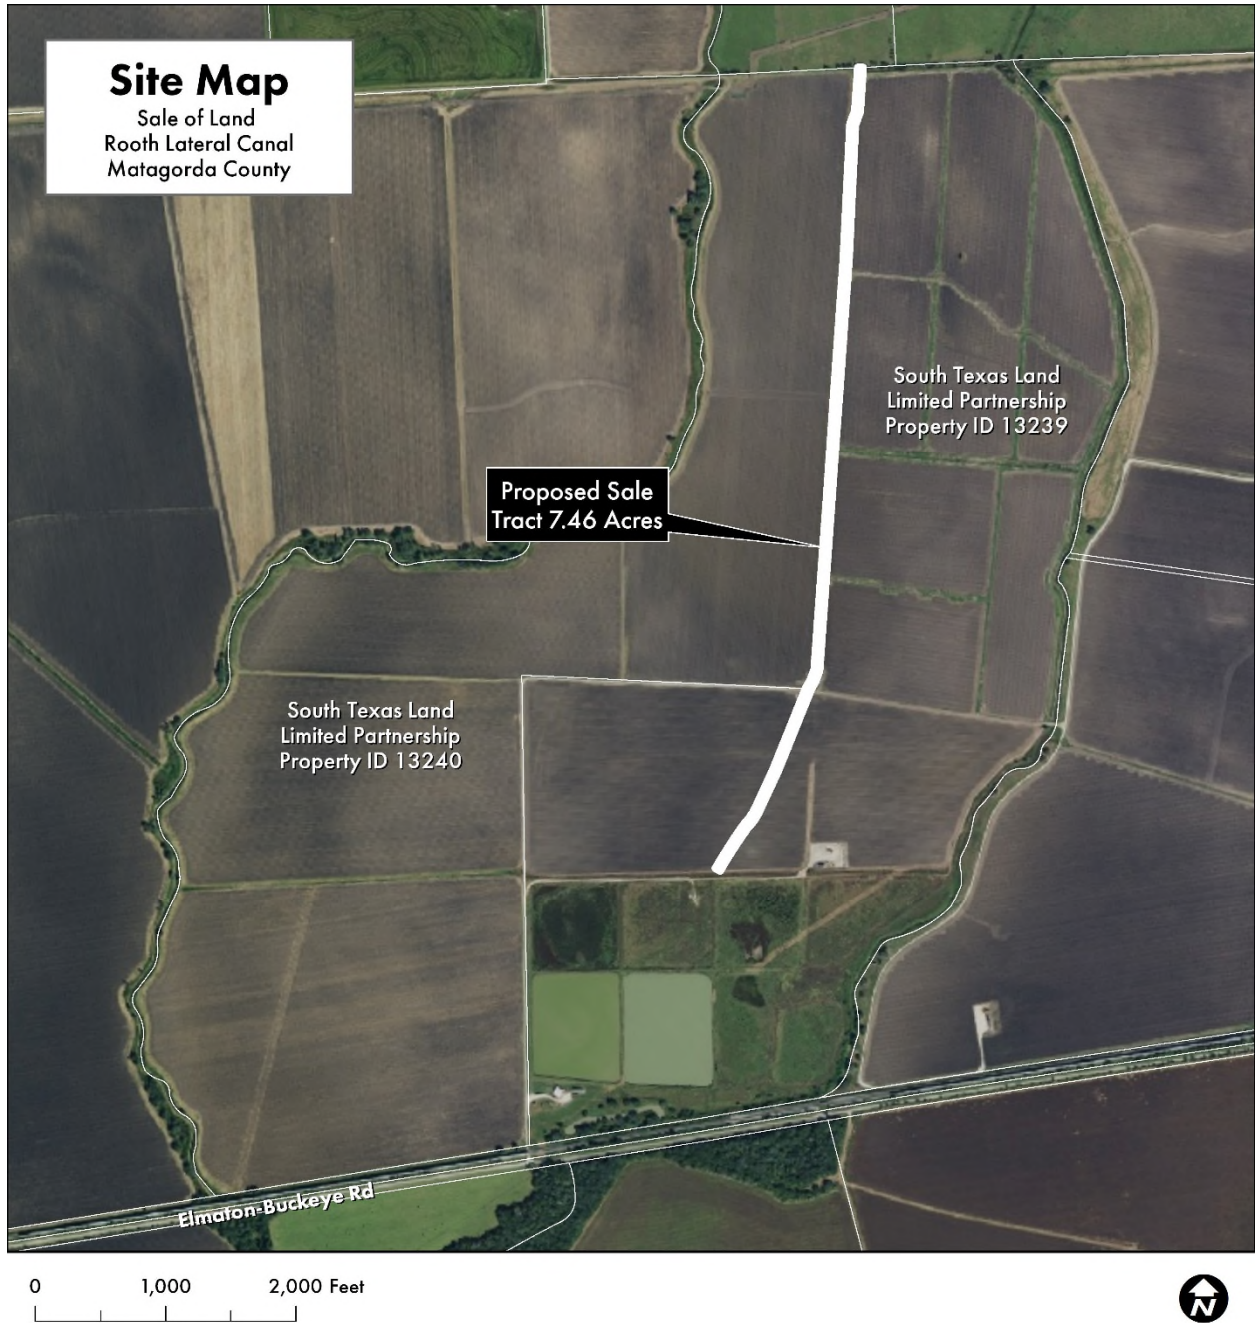 Site Map
Sale of Land
Rooth Lateral Canal
Matagorda County
South Texas Land
Limited Partnership
Property ID 13239
Proposed Sale
Tract 7.46 Acres
South Texas Land
Limited Partnership
Property ID 13240
Elmaton-Buckeye Rd
0 1,000 2,000 Feet
N